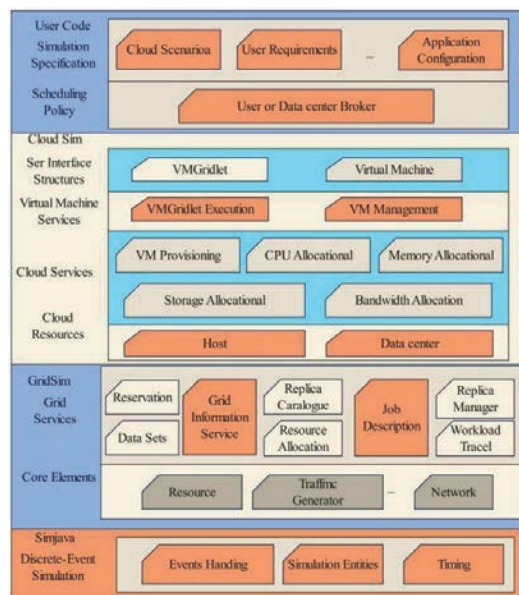 User Code
Simulation
Specification
Cloud Scenarioa
User Requirements
...
Application
Configuration
Scheduling
Policy
User or Data center Broker
Cloud Sim
Ser Interface
Structures
VMGridlet
Virtual Machine
Virtual Machine
Services
VMGridlet Execution
VM Management
Cloud Services
VM Provisioning
CPU Allocational
Memory Allocational
Storage Allocational
Bandwidth Allocation
Cloud
Resources
Host
Data center
GridSim
Grid
Services
Reservation
Data Sets
Grid
Information
Service
Replica
Caralogue
Resource
Allocation
Job
Description
Replica
Manager
Workload
Tracel
Core Elements
Resource
Traffinc
Generator
...
Network
Simjava
Discrete-Event
Simulation
Events Handing
Simulation Entities
Timing